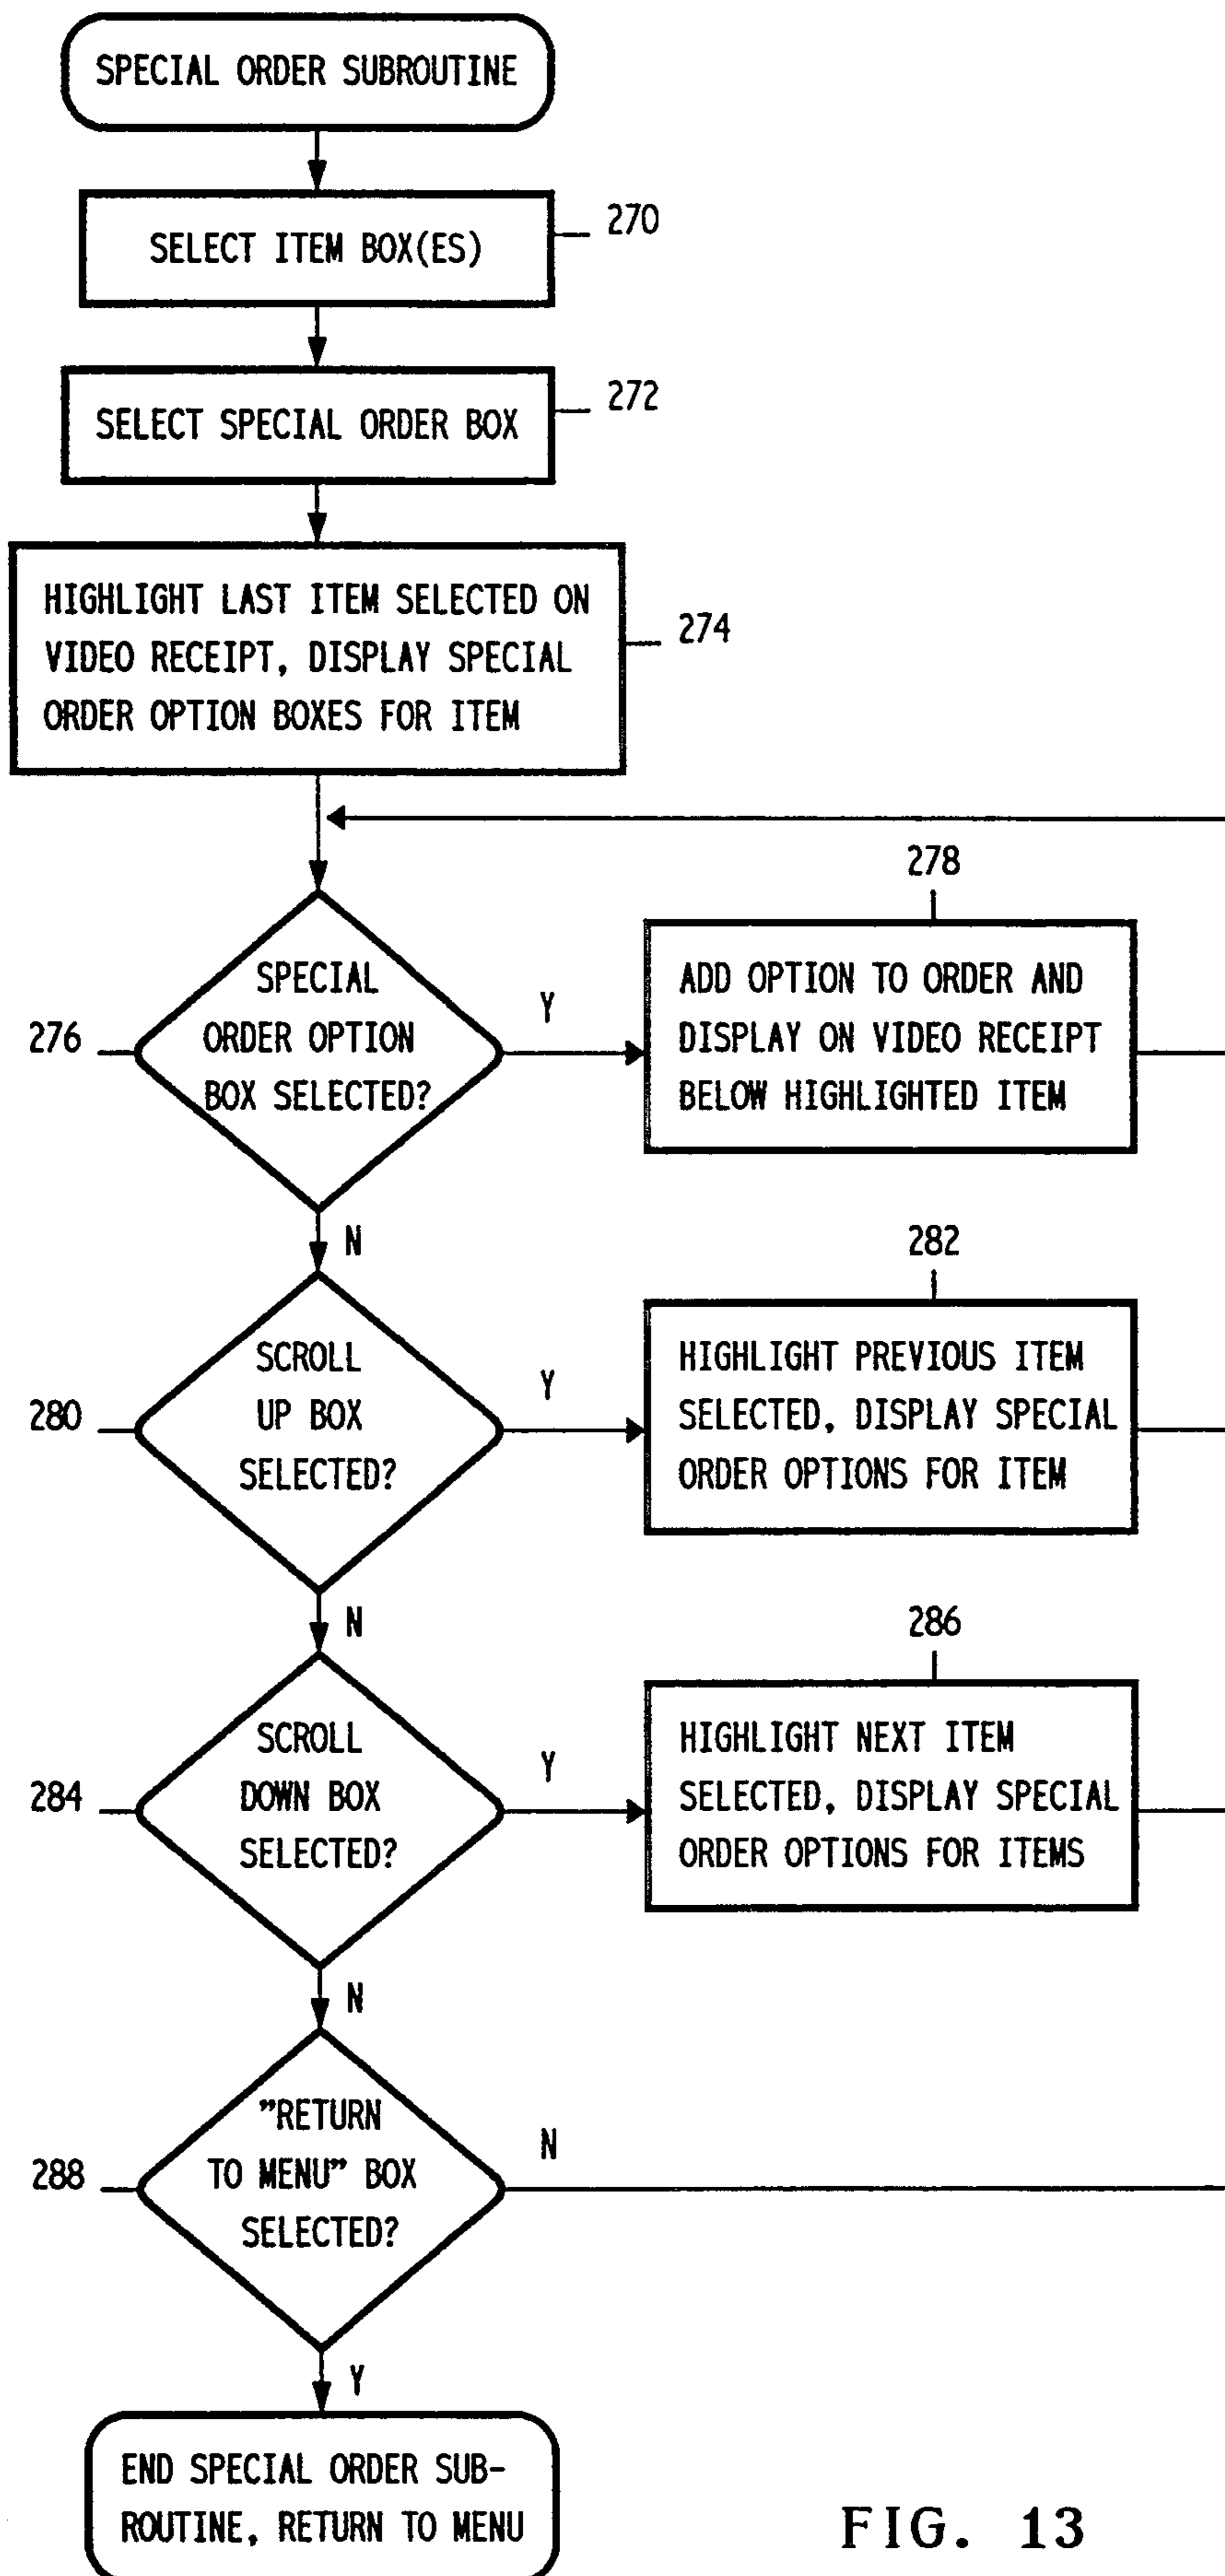 SPECIAL ORDER SUBROUTINE
SELECT ITEM BOX(ES)
270
SELECT SPECIAL ORDER BOX
272
HIGHLIGHT LAST ITEM SELECTED ON
VIDEO RECEIPT, DISPLAY SPECIAL
ORDER OPTION BOXES FOR ITEM
274
276
SPECIAL
ORDER OPTION
BOX SELECTED?
Y
N
278
ADD OPTION TO ORDER AND
DISPLAY ON VIDEO RECEIPT
BELOW HIGHLIGHTED ITEM
280
SCROLL
UP BOX
SELECTED?
Y
N
282
HIGHLIGHT PREVIOUS ITEM
SELECTED, DISPLAY SPECIAL
ORDER OPTIONS FOR ITEM
284
SCROLL
DOWN BOX
SELECTED?
Y
N
286
HIGHLIGHT NEXT ITEM
SELECTED, DISPLAY SPECIAL
ORDER OPTIONS FOR ITEMS
288
"RETURN
TO MENU" BOX
SELECTED?
N
Y
END SPECIAL ORDER SUB-
ROUTINE, RETURN TO MENU
FIG. 13